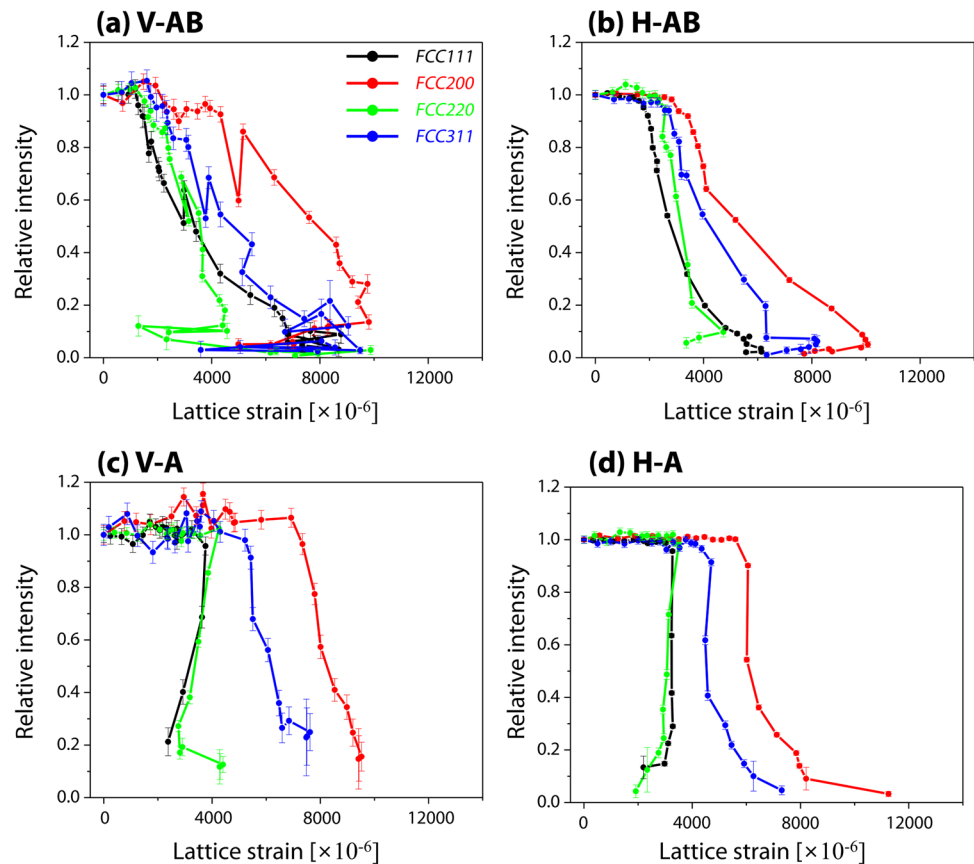 (a) V-AB
1.2
1.0
0.8
0.6
0.4
0.2
0.0
Relative intensity
FCC111
FCC200
FCC220
FCC311
0 4000 8000 12000
Lattice strain [×10⁻⁶]
(b) H-AB
1.2
1.0
0.8
0.6
0.4
0.2
0.0
Relative intensity
0 4000 8000 12000
Lattice strain [×10⁻⁶]
(c) V-A
1.2
1.0
0.8
0.6
0.4
0.2
0.0
Relative intensity
0 4000 8000 12000
Lattice strain [×10⁻⁶]
(d) H-A
1.2
1.0
0.8
0.6
0.4
0.2
0.0
Relative intensity
0 4000 8000 12000
Lattice strain [×10⁻⁶]